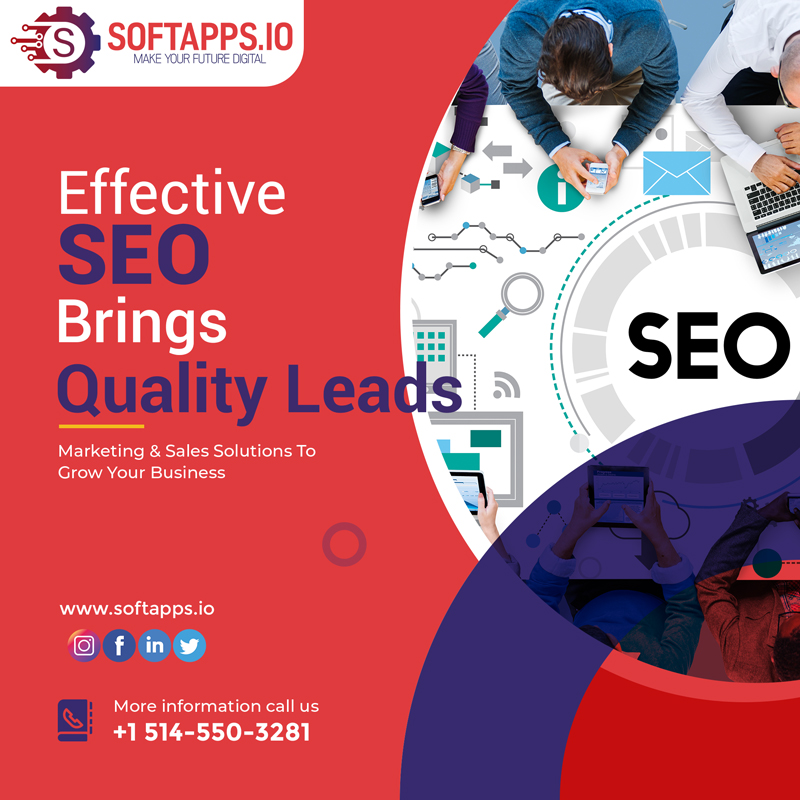 S SOFTAPPS.IO
MAKE YOUR FUTURE DIGITAL
Effective
SEO
Brings
Quality Leads
Marketing & Sales Solutions To
Grow Your Business
i
SEO
www.softapps.io
f in
More information call us
+1 514-550-3281